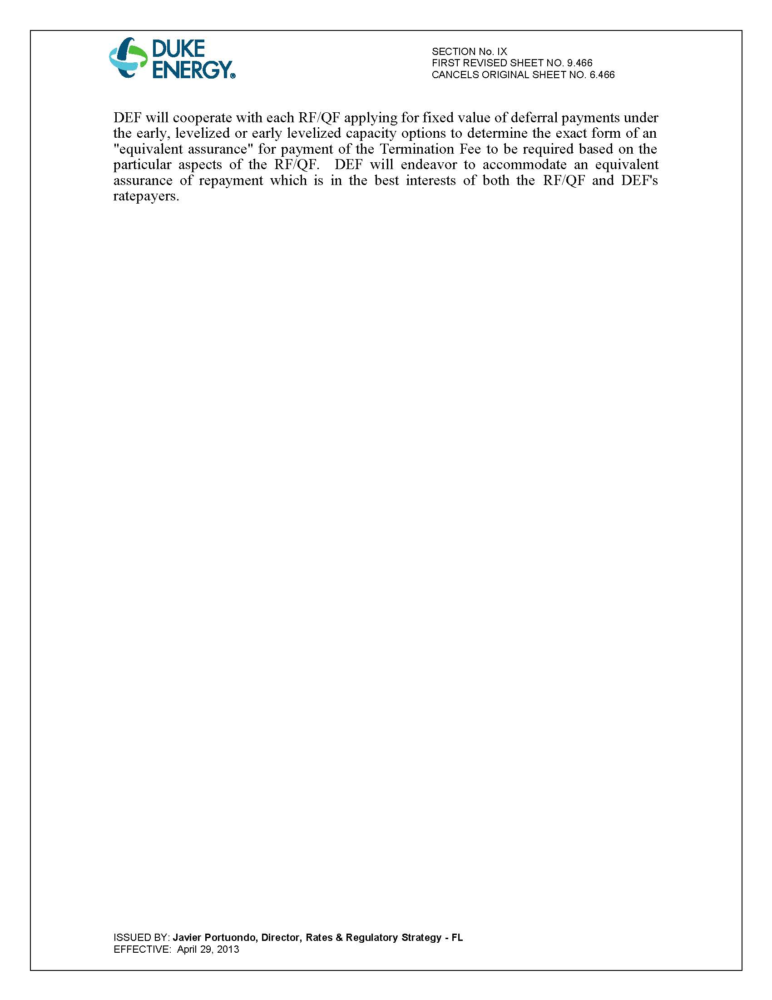 DUKE
ENERGY®
SECTION No. IX
FIRST REVISED SHEET NO. 9.466
CANCELS ORIGINAL SHEET NO. 6.466
DEF will cooperate with each RF/QF applying for fixed value of deferral payments under
the early, levelized or early levelized capacity options to determine the exact form of an
"equivalent assurance" for payment of the Termination Fee to be required based on the
particular aspects of the RF/QF.  DEF will endeavor to accommodate an equivalent
assurance of repayment which is in the best interests of both the RF/QF and DEF's
ratepayers.
ISSUED BY: Javier Portuondo, Director, Rates & Regulatory Strategy - FL
EFFECTIVE:  April 29, 2013